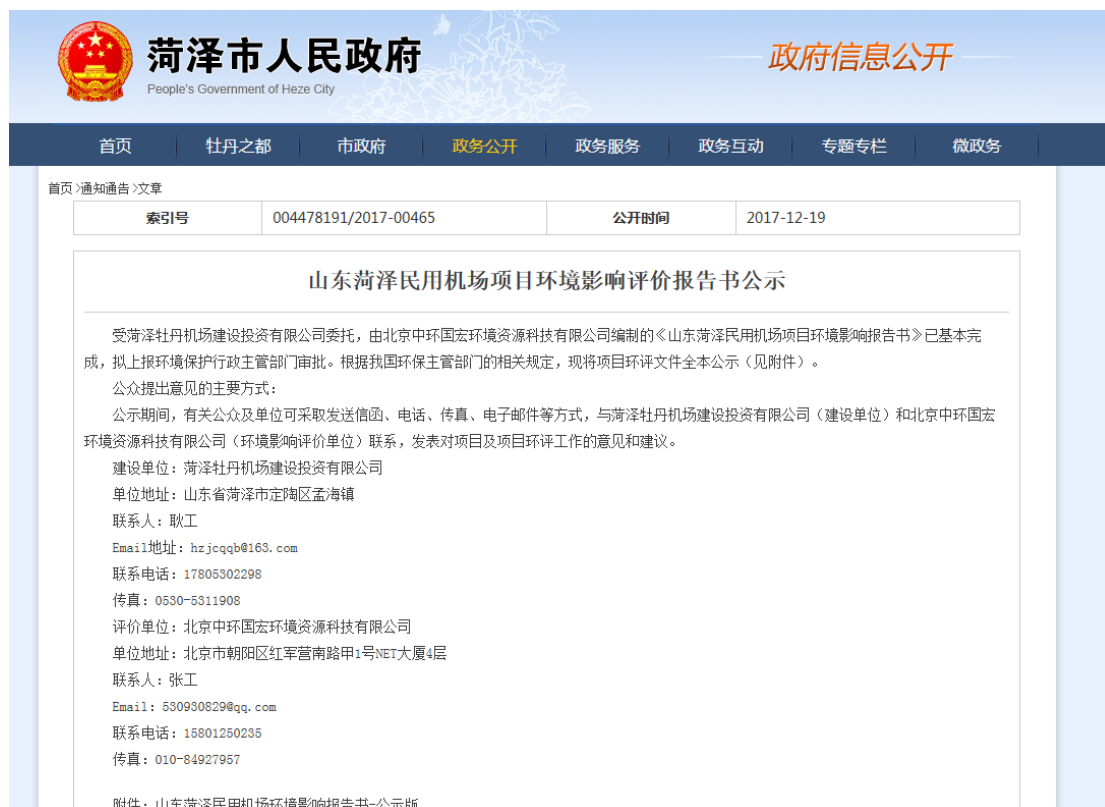 菏泽市人民政府
People's Government of Heze City
政府信息公开
首页 牡丹之都 市政府 政务公开 政务服务 政务互动 专题专栏 微政务
首页>通知通告>文章
索引号 004478191/2017-00465 公开时间 2017-12-19
山东菏泽民用机场项目环境影响评价报告书公示
受菏泽牡丹机场建设投资有限公司委托，由北京中环国宏环境资源科技有限公司编制的《山东菏泽民用机场项目环境影响报告书》已基本完
成，拟上报环境保护行政主管部门审批。根据我国环保主管部门的相关规定，现将项目环评文件全本公示（见附件）。
公众提出意见的主要方式：
公示期间，有关公众及单位可采取发送信函、电话、传真、电子邮件等方式，与菏泽牡丹机场建设投资有限公司（建设单位）和北京中环国宏
环境资源科技有限公司（环境影响评价单位）联系，发表对项目及项目环评工作的意见和建议。
建设单位：菏泽牡丹机场建设投资有限公司
单位地址：山东省菏泽市定陶区孟海镇
联系人：耿工
Email地址：hzjcqqb@163.com
联系电话：17805302298
传真：0530-5311908
评价单位：北京中环国宏环境资源科技有限公司
单位地址：北京市朝阳区红军营南路甲1号NET大厦4层
联系人：张工
Email：530930829@qq.com
联系电话：15801250235
传真：010-84927957
附件：山东菏泽民用机场环境影响报告书-公示版